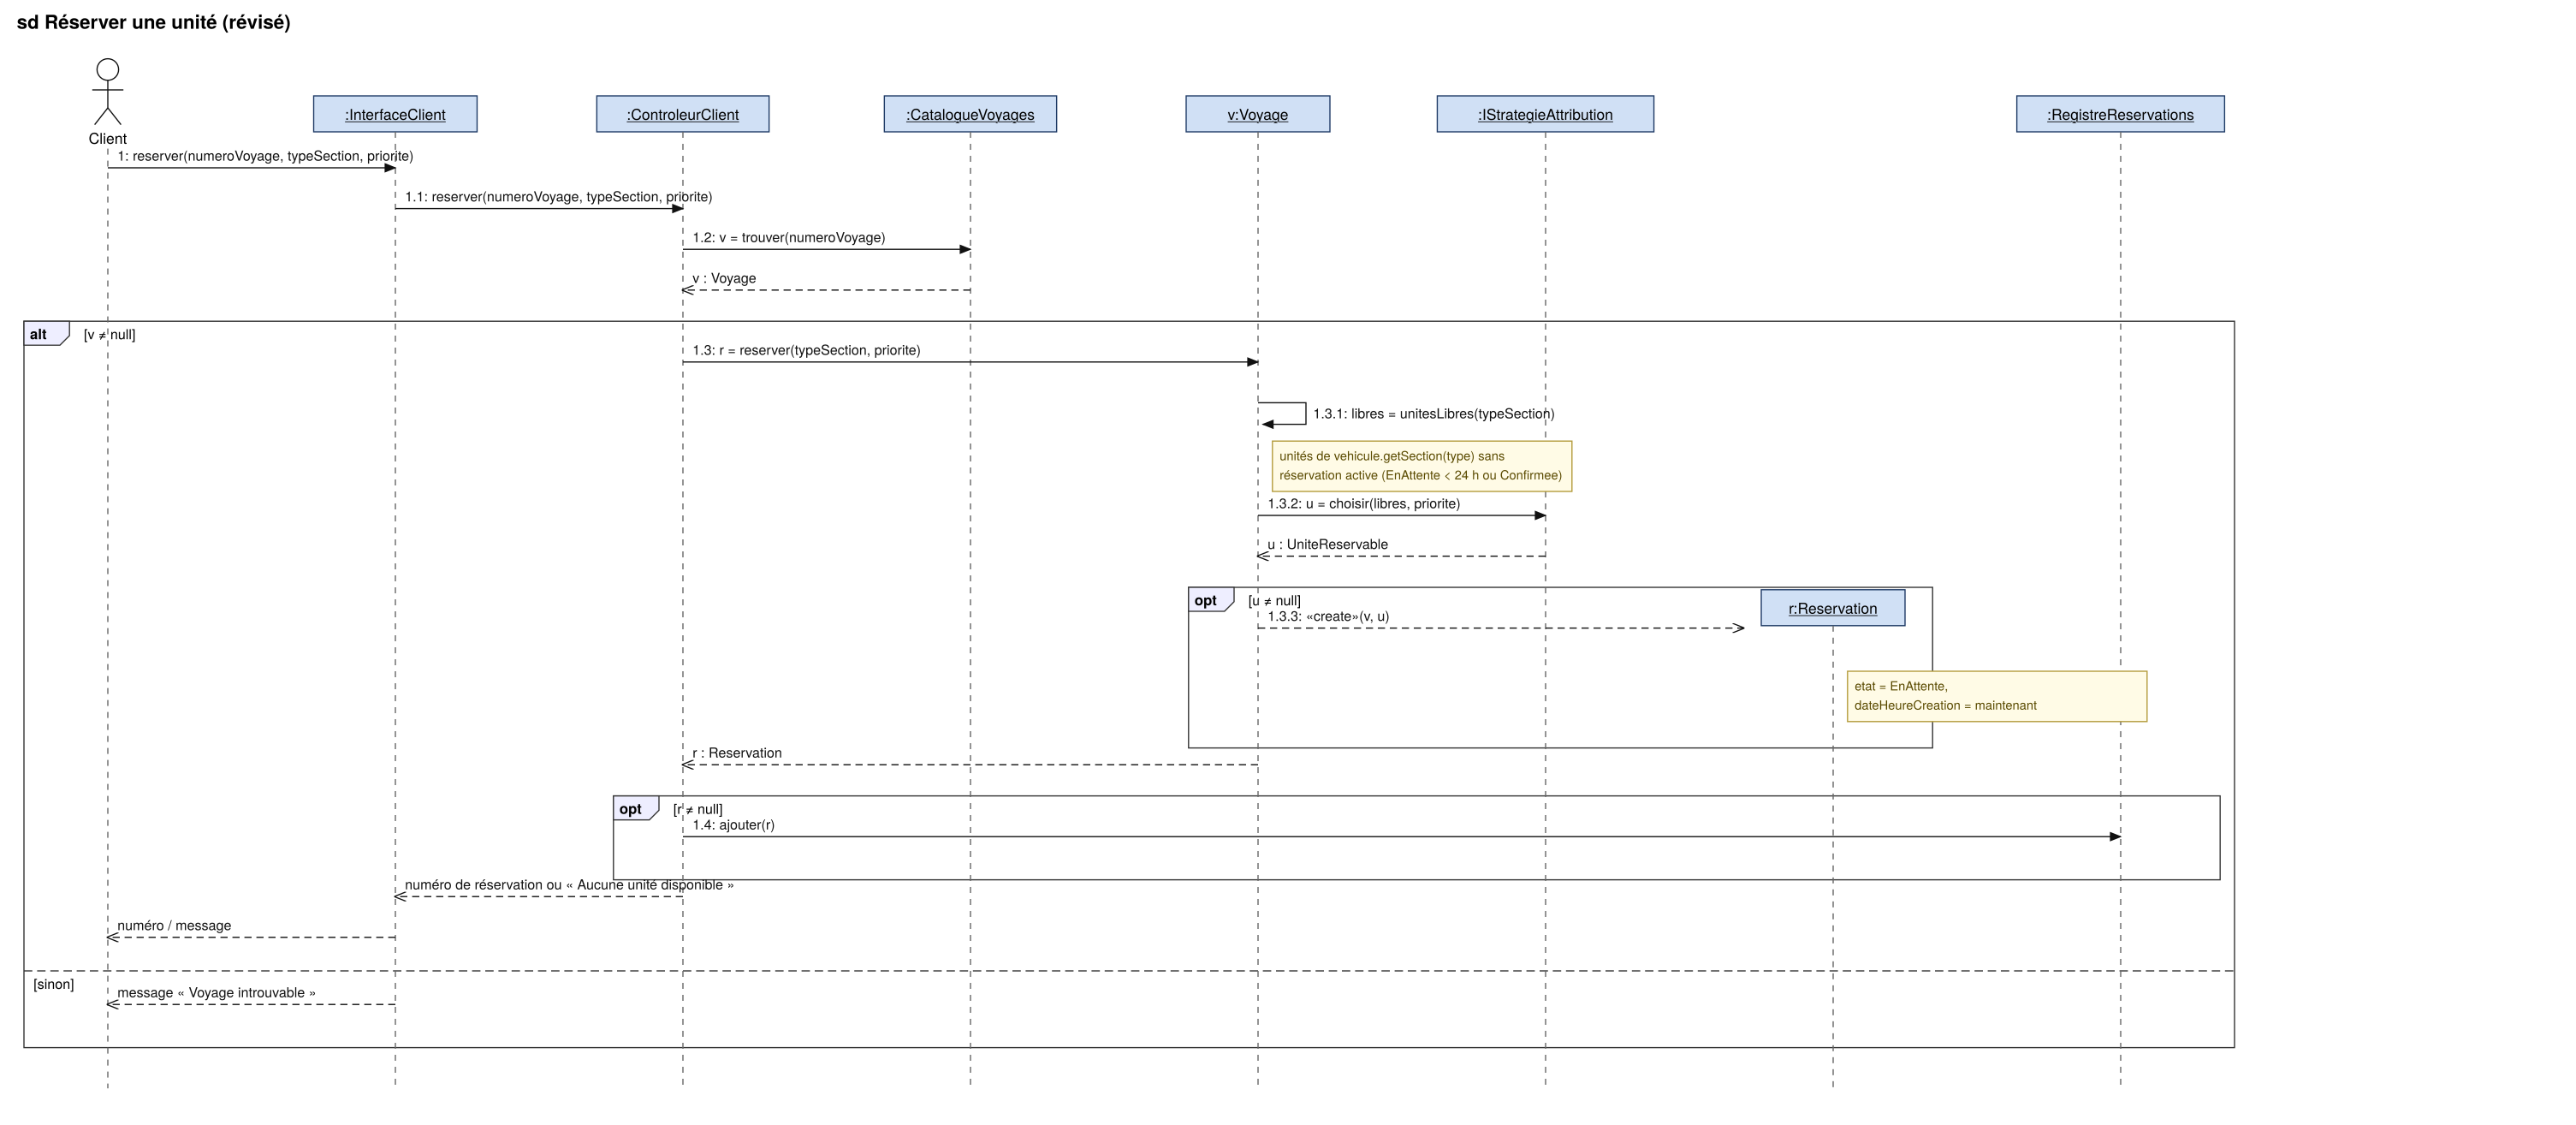 sd Réserver une unité (révisé)
Client
:InterfaceClient
:ControleurClient
:CatalogueVoyages
v:Voyage
:IStrategieAttribution
:RegistreReservations
1: reserver(numeroVoyage, typeSection, priorite)
1.1: reserver(numeroVoyage, typeSection, priorite)
1.2: v = trouver(numeroVoyage)
v : Voyage
alt
[v ≠ null]
1.3: r = reserver(typeSection, priorite)
1.3.1: libres = unitesLibres(typeSection)
unités de vehicule.getSection(type) sans
réservation active (EnAttente < 24 h ou Confirmee)
1.3.2: u = choisir(libres, priorite)
u : UniteReservable
opt
[u ≠ null]
r:Reservation
1.3.3: «create»(v, u)
etat = EnAttente,
dateHeureCreation = maintenant
r : Reservation
opt
[r ≠ null]
1.4: ajouter(r)
numéro de réservation ou « Aucune unité disponible »
numéro / message
[sinon]
message « Voyage introuvable »